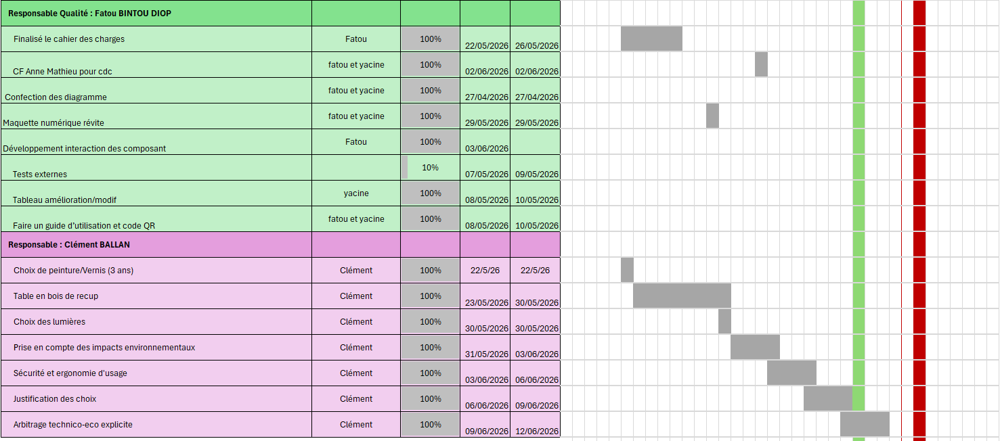 Responsable Qualité : Fatou BINTOU DIOP
Finalisé le cahier des charges Fatou 100% 22/05/2026 26/05/2026
CF Anne Mathieu pour cdc fatou et yacine 100% 02/06/2026 02/06/2026
Confection des diagramme fatou et yacine 100% 27/04/2026 27/04/2026
Maquette numérique révite fatou et yacine 100% 29/05/2026 29/05/2026
Développement interaction des composant Fatou 100% 03/06/2026
Tests externes 10% 07/05/2026 09/05/2026
Tableau amélioration/modif yacine 100% 08/05/2026 10/05/2026
Faire un guide d'utilisation et code QR fatou et yacine 100% 08/05/2026 10/05/2026
Responsable : Clément BALLAN
Choix de peinture/Vernis (3 ans) Clément 100% 22/5/26 22/5/26
Table en bois de recup Clément 100% 23/05/2026 30/05/2026
Choix des lumières Clément 100% 30/05/2026 30/05/2026
Prise en compte des impacts environnementaux Clément 100% 31/05/2026 03/06/2026
Sécurité et ergonomie d'usage Clément 100% 03/06/2026 06/06/2026
Justification des choix Clément 100% 06/06/2026 09/06/2026
Arbitrage technico-eco explicite Clément 100% 09/06/2026 12/06/2026